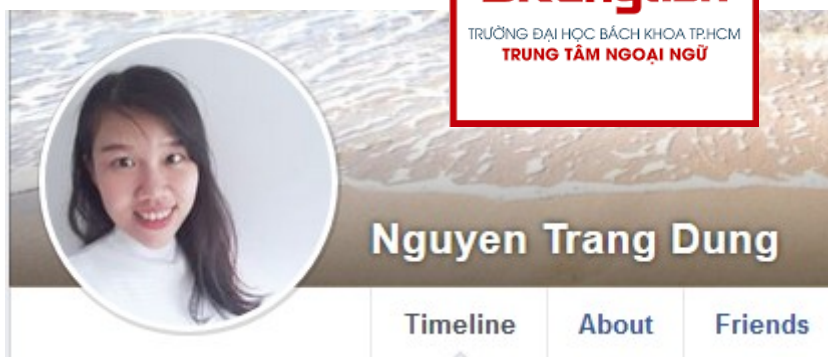 TRƯỜNG ĐẠI HỌC BÁCH KHOA TP.HCM
TRUNG TÂM NGOẠI NGỮ
Nguyen Trang Dung
Timeline About Friends